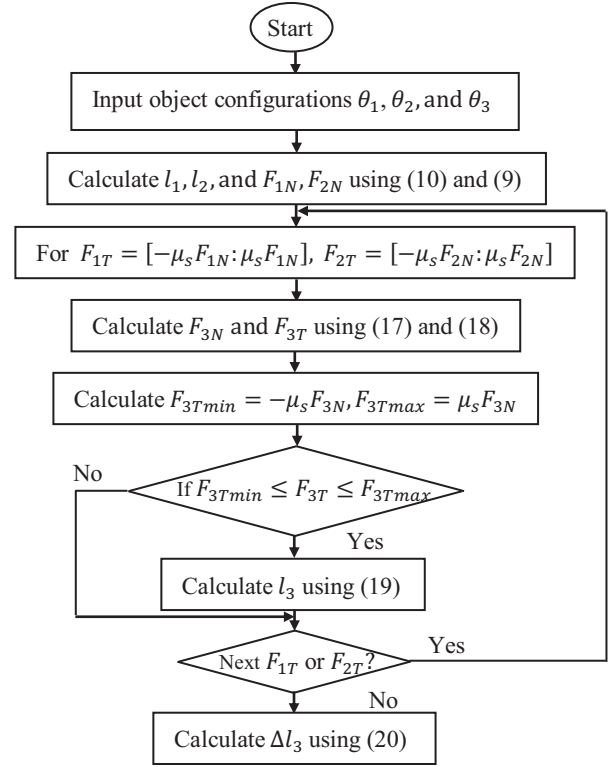 Start
Input object configurations θ₁, θ₂, and θ₃
Calculate l₁, l₂, and F₁N, F₂N using (10) and (9)
For F₁T = [−μₛF₁N: μₛF₁N], F₂T = [−μₛF₂N: μₛF₂N]
Calculate F₃N and F₃T using (17) and (18)
Calculate F₃Tmin = −μₛF₃N, F₃Tmax = μₛF₃N
No
If F₃Tmin ≤ F₃T ≤ F₃Tmax
Yes
Calculate l₃ using (19)
Next F₁T or F₂T?
Yes
No
Calculate Δl₃ using (20)